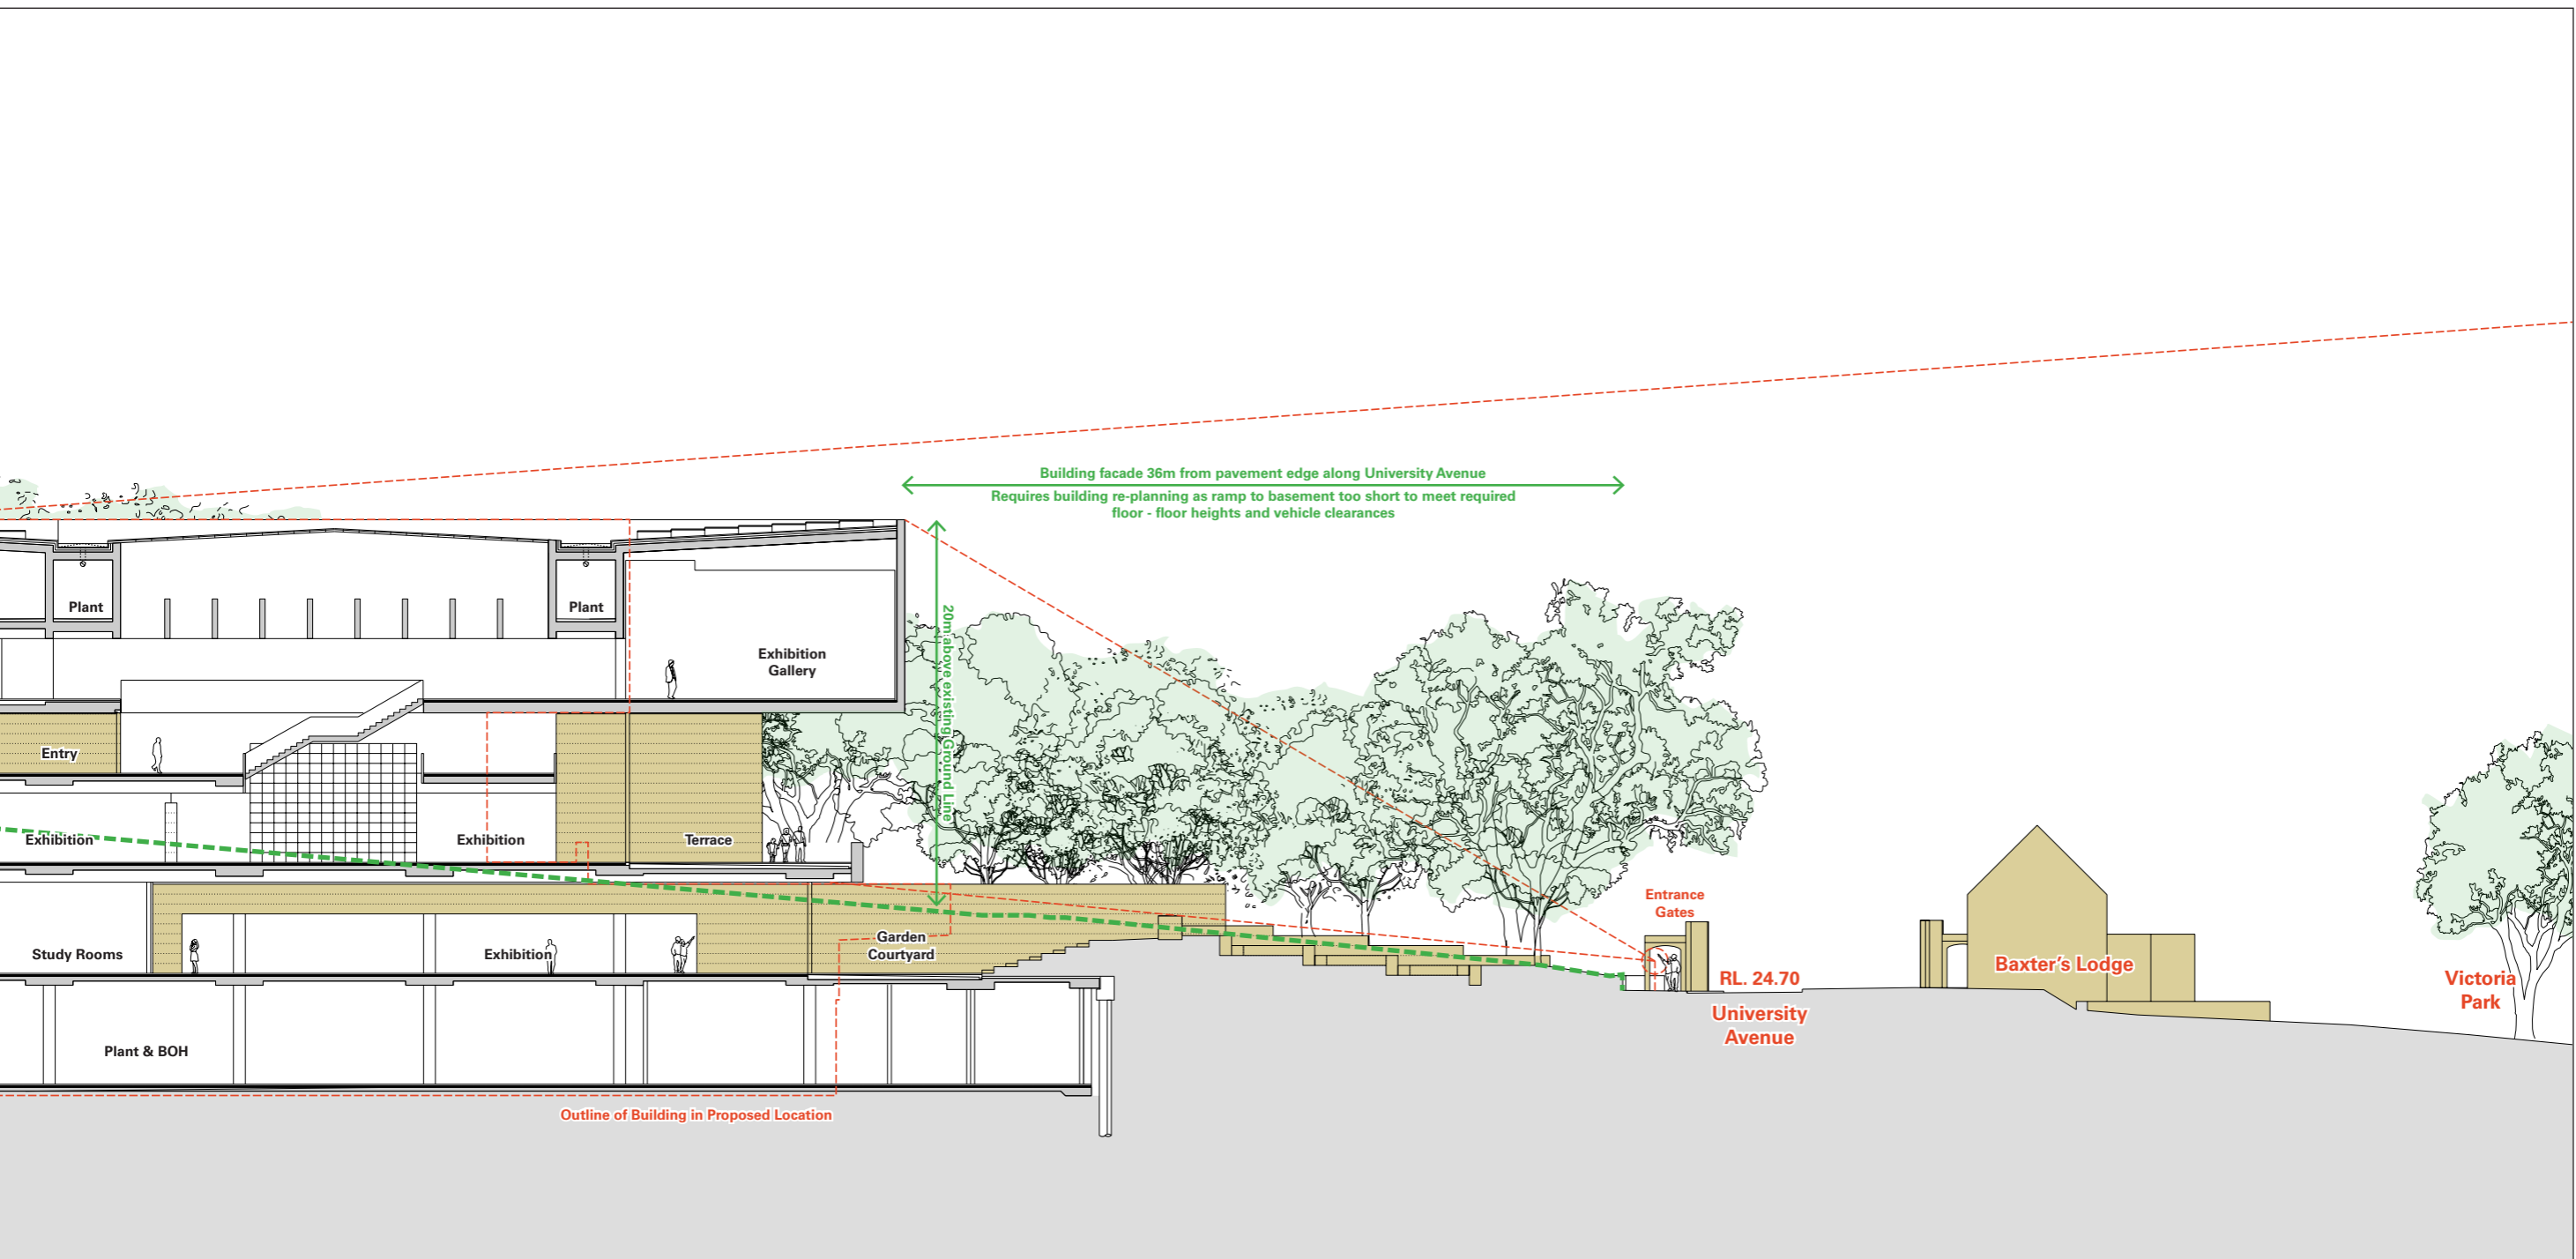 Building facade 36m from pavement edge along University Avenue
Requires building re-planning as ramp to basement too short to meet required
floor - floor heights and vehicle clearances
Plant
Plant
20m above existing Ground Line
Exhibition
Gallery
Entry
Exhibition
Exhibition
Terrace
Entrance
Gates
Study Rooms
Exhibition
Garden
Courtyard
RL. 24.70
University
Avenue
Baxter's Lodge
Victoria
Park
Plant & BOH
Outline of Building in Proposed Location